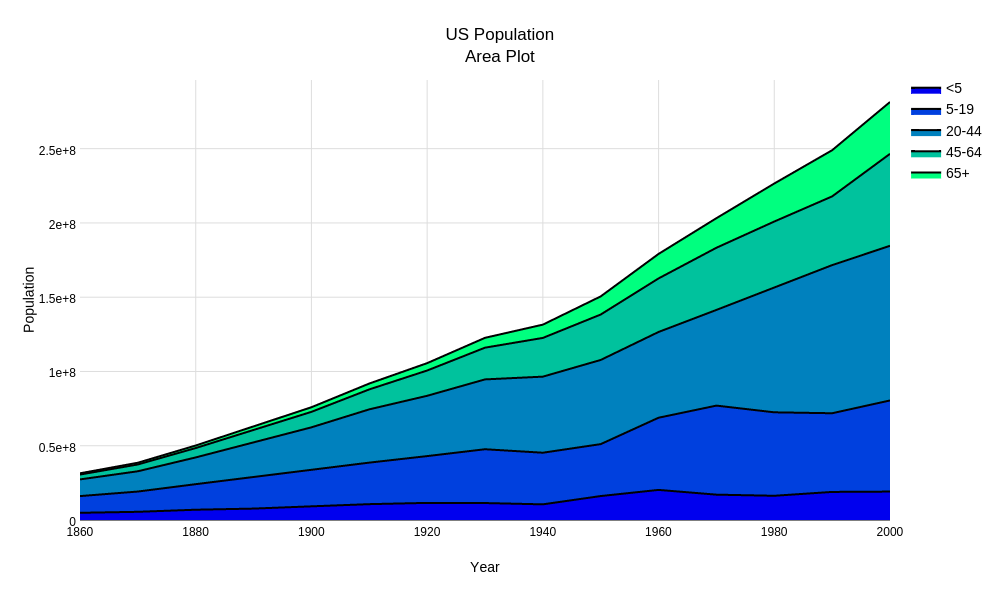 US Population
Area Plot
<5
5-19
20-44
45-64
65+
2.5e+8
2e+8
1.5e+8
1e+8
0.5e+8
0
Population
1860
1880
1900
1920
1940
1960
1980
2000
Year